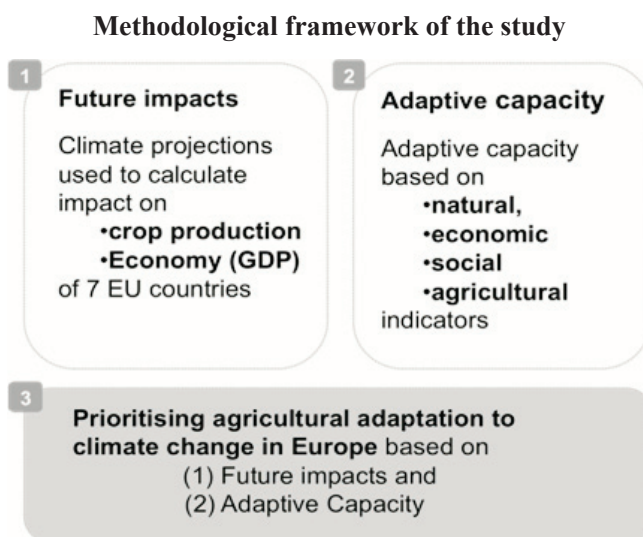 Methodological framework of the study
1
Future impacts
Climate projections
used to calculate
impact on
•crop production
•Economy (GDP)
of 7 EU countries
2
Adaptive capacity
Adaptive capacity
based on
•natural,
•economic
•social
•agricultural
indicators
3
Prioritising agricultural adaptation to
climate change in Europe based on
(1) Future impacts and
(2) Adaptive Capacity